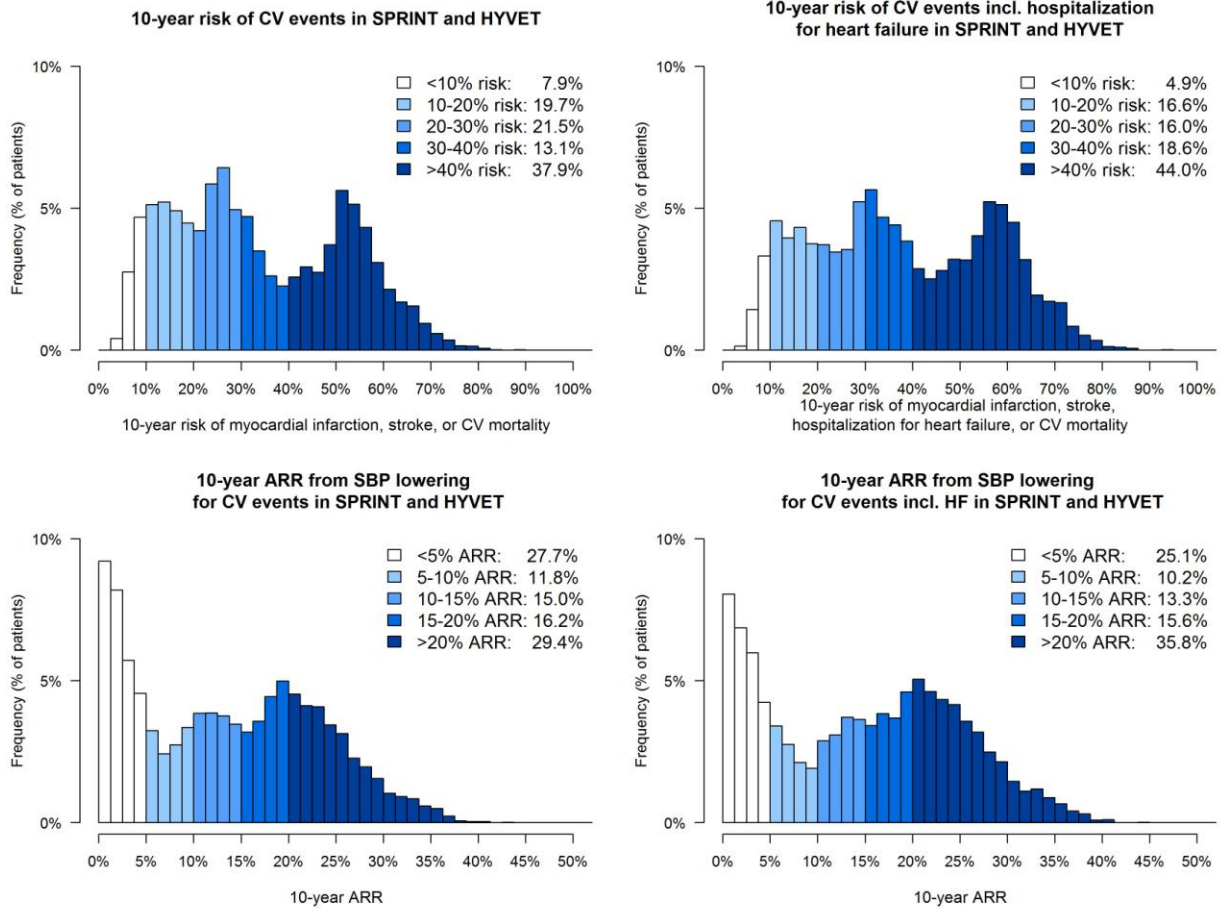 10-year risk of CV events in SPRINT and HYVET
10%
5%
0%
Frequency (% of patients)
<10% risk: 7.9%
10-20% risk: 19.7%
20-30% risk: 21.5%
30-40% risk: 13.1%
>40% risk: 37.9%
0% 10% 20% 30% 40% 50% 60% 70% 80% 90% 100%
10-year risk of myocardial infarction, stroke, or CV mortality
10-year risk of CV events incl. hospitalization
for heart failure in SPRINT and HYVET
10%
5%
0%
Frequency (% of patients)
<10% risk: 4.9%
10-20% risk: 16.6%
20-30% risk: 16.0%
30-40% risk: 18.6%
>40% risk: 44.0%
0% 10% 20% 30% 40% 50% 60% 70% 80% 90% 100%
10-year risk of myocardial infarction, stroke,
hospitalization for heart failure, or CV mortality
10-year ARR from SBP lowering
for CV events in SPRINT and HYVET
10%
5%
0%
Frequency (% of patients)
<5% ARR: 27.7%
5-10% ARR: 11.8%
10-15% ARR: 15.0%
15-20% ARR: 16.2%
>20% ARR: 29.4%
0% 5% 10% 15% 20% 25% 30% 35% 40% 45% 50%
10-year ARR
10-year ARR from SBP lowering
for CV events incl. HF in SPRINT and HYVET
10%
5%
0%
Frequency (% of patients)
<5% ARR: 25.1%
5-10% ARR: 10.2%
10-15% ARR: 13.3%
15-20% ARR: 15.6%
>20% ARR: 35.8%
0% 5% 10% 15% 20% 25% 30% 35% 40% 45% 50%
10-year ARR